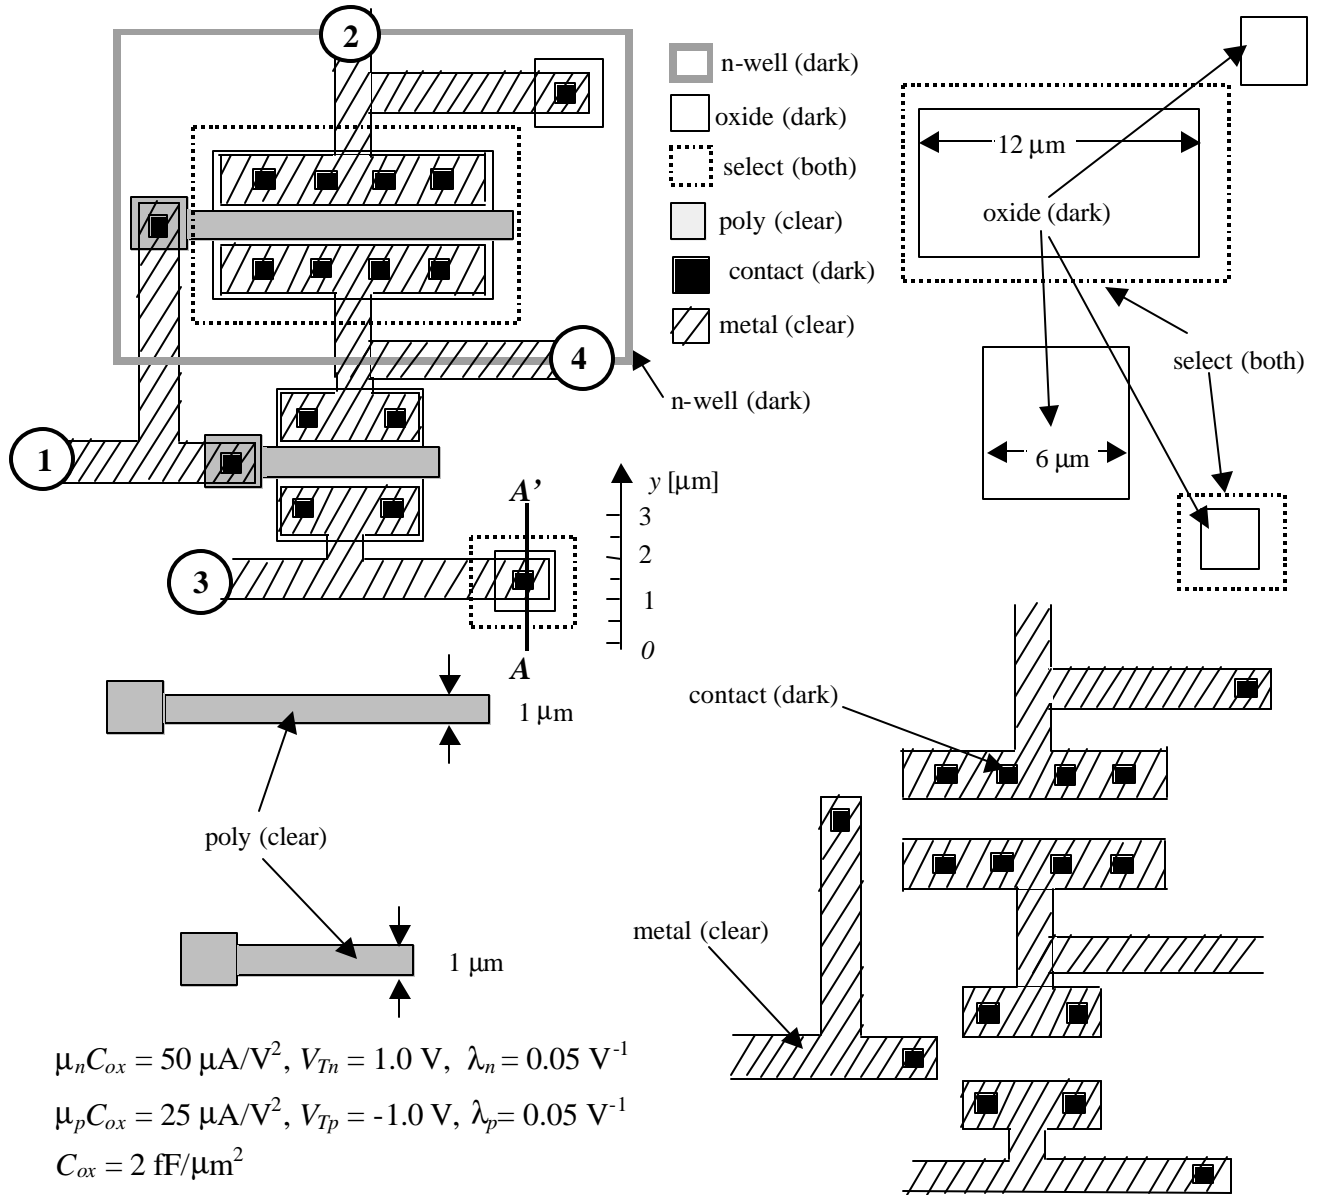 2
n-well (dark)
oxide (dark)
select (both)
poly (clear)
contact (dark)
metal (clear)
4
n-well (dark)
1
3
A’
A
y [μm]
3
2
1
0
12 μm
oxide (dark)
select (both)
6 μm
1 μm
poly (clear)
1 μm
contact (dark)
metal (clear)
μnCox = 50 μA/V², VTn = 1.0 V, λn = 0.05 V⁻¹
μpCox = 25 μA/V², VTp = -1.0 V, λp= 0.05 V⁻¹
Cox = 2 fF/μm²